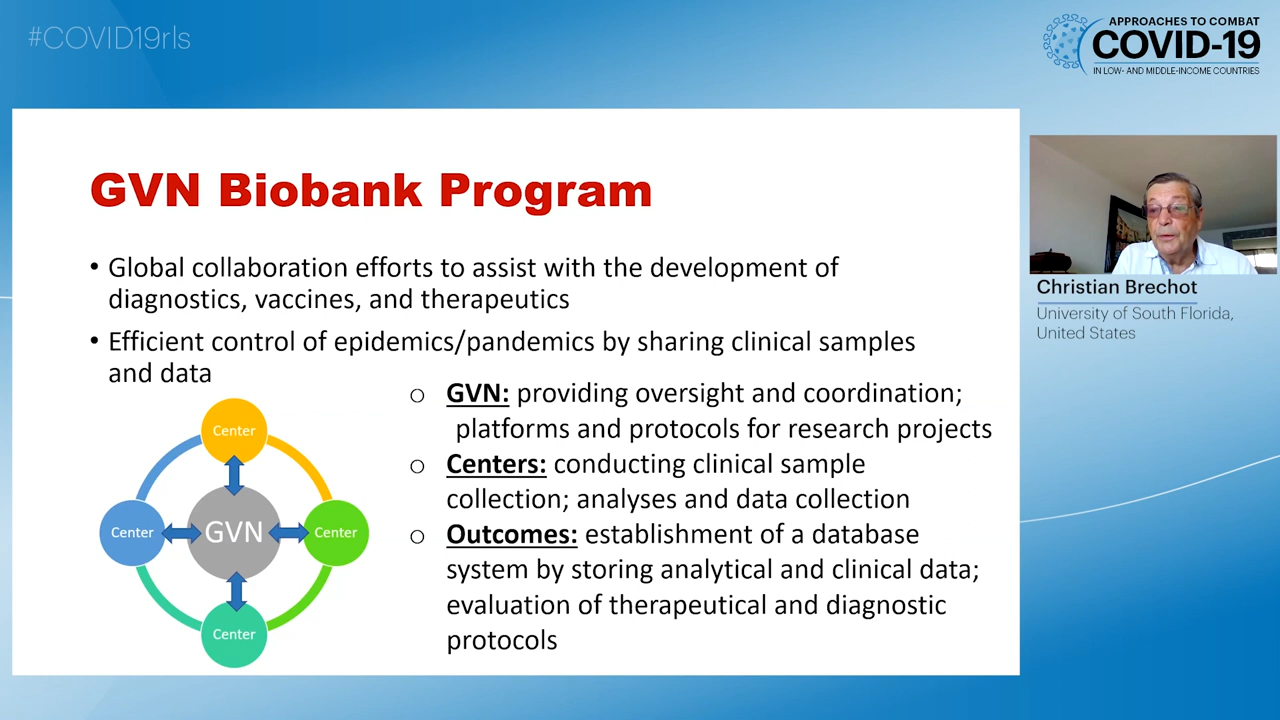 #COVID19rls
APPROACHES TO COMBAT
COVID-19
IN LOW- AND MIDDLE-INCOME COUNTRIES
GVN Biobank Program
• Global collaboration efforts to assist with the development of
diagnostics, vaccines, and therapeutics
• Efficient control of epidemics/pandemics by sharing clinical samples
and data
o GVN: providing oversight and coordination;
platforms and protocols for research projects
o Centers: conducting clinical sample
collection; analyses and data collection
o Outcomes: establishment of a database
system by storing analytical and clinical data;
evaluation of therapeutical and diagnostic
protocols
Center
Center
GVN
Center
Center
Christian Brechot
University of South Florida,
United States